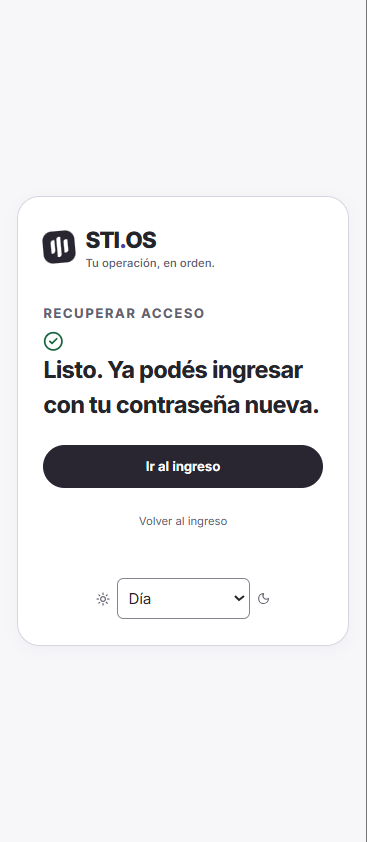 STI.OS
Tu operación, en orden.
RECUPERAR ACCESO
Listo. Ya podés ingresar
con tu contraseña nueva.
Ir al ingreso
Volver al ingreso
Día